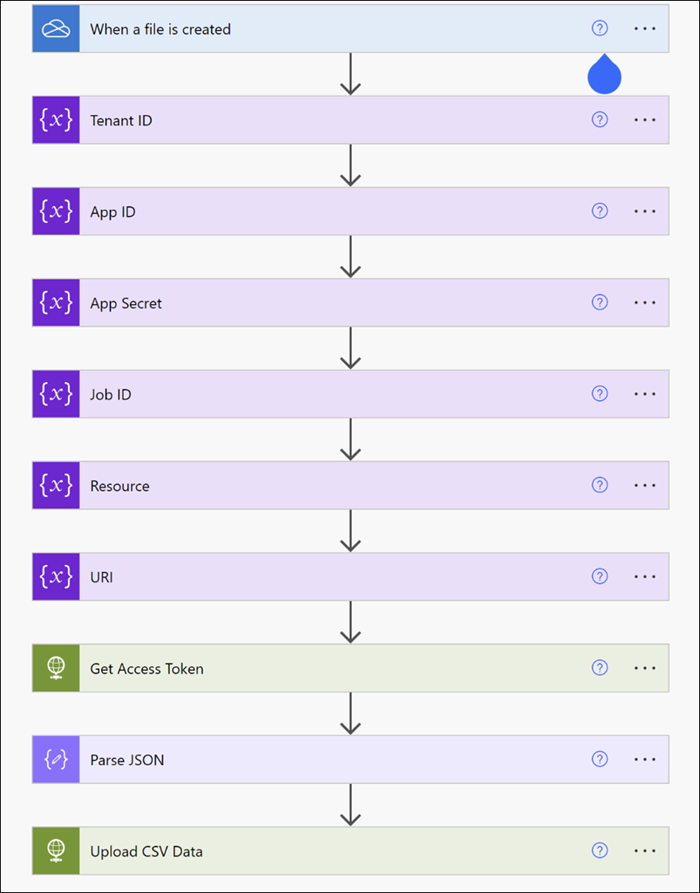 When a file is created ? ...
{x} Tenant ID ? ...
{x} App ID ? ...
{x} App Secret ? ...
{x} Job ID ? ...
{x} Resource ? ...
{x} URI ? ...
Get Access Token ? ...
Parse JSON ? ...
Upload CSV Data ? ...